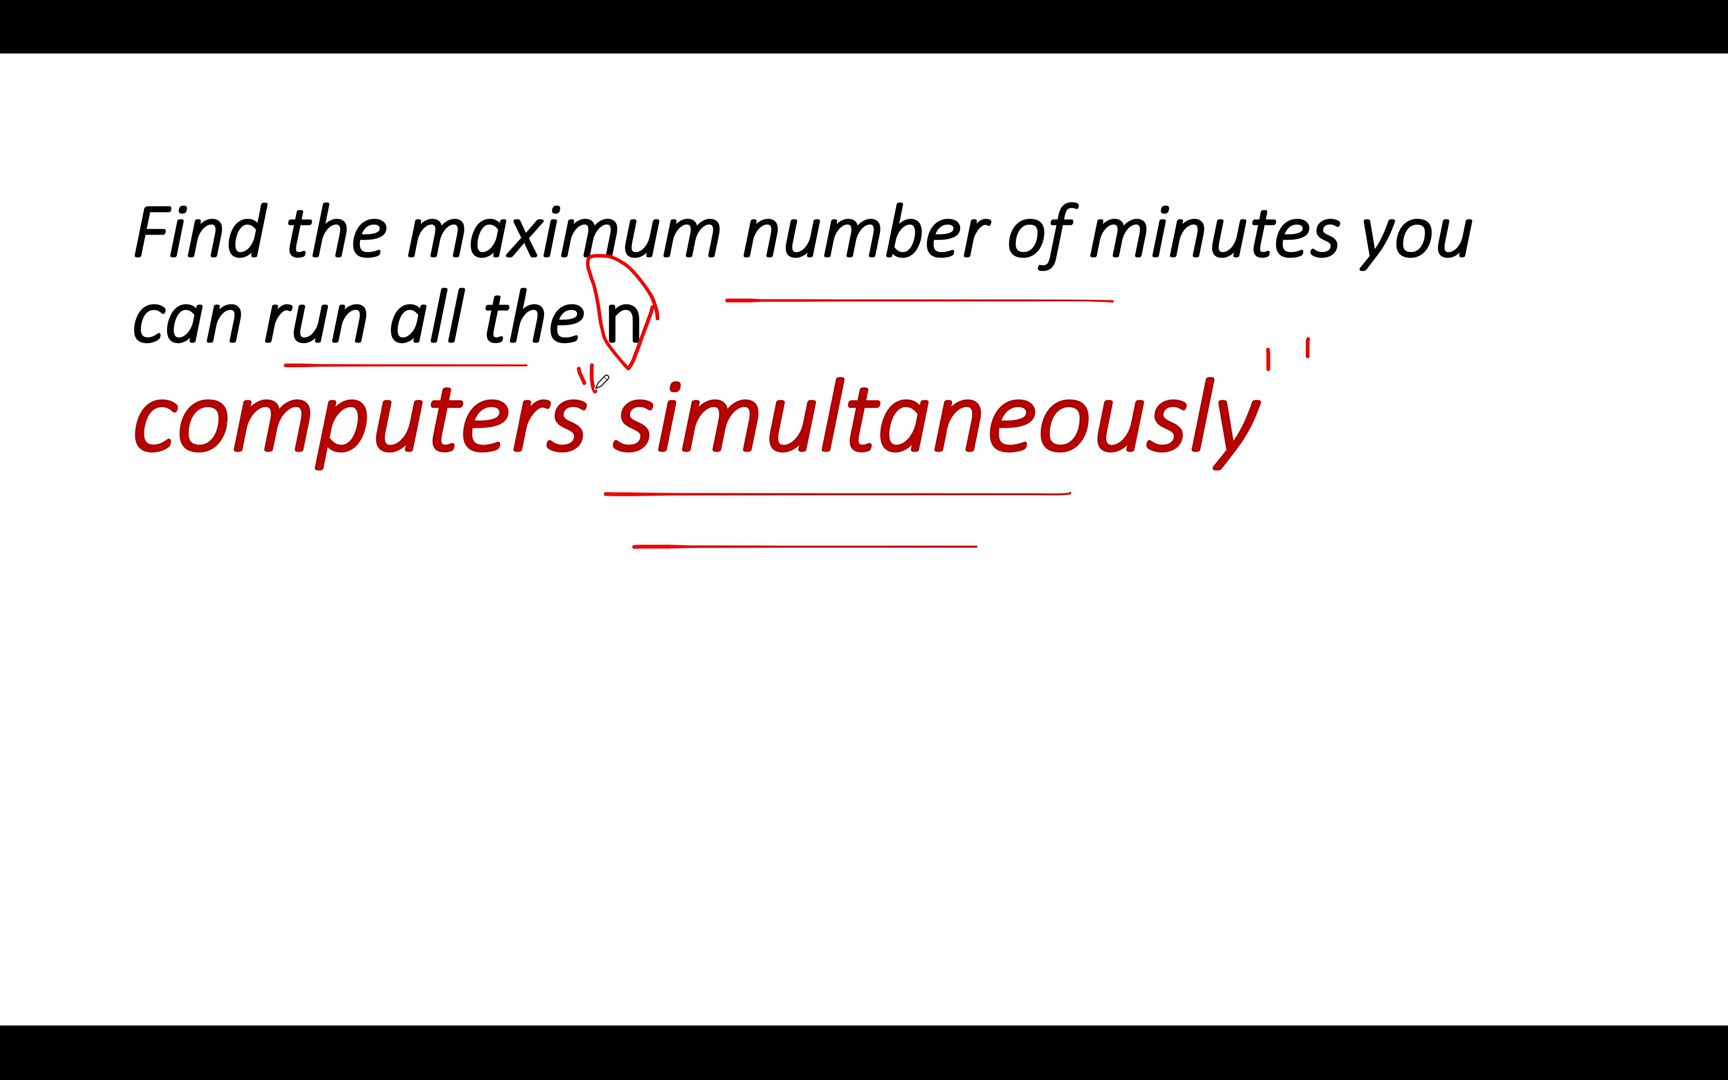 Find the maximum number of minutes you
can run all the n
computers "simultaneously"